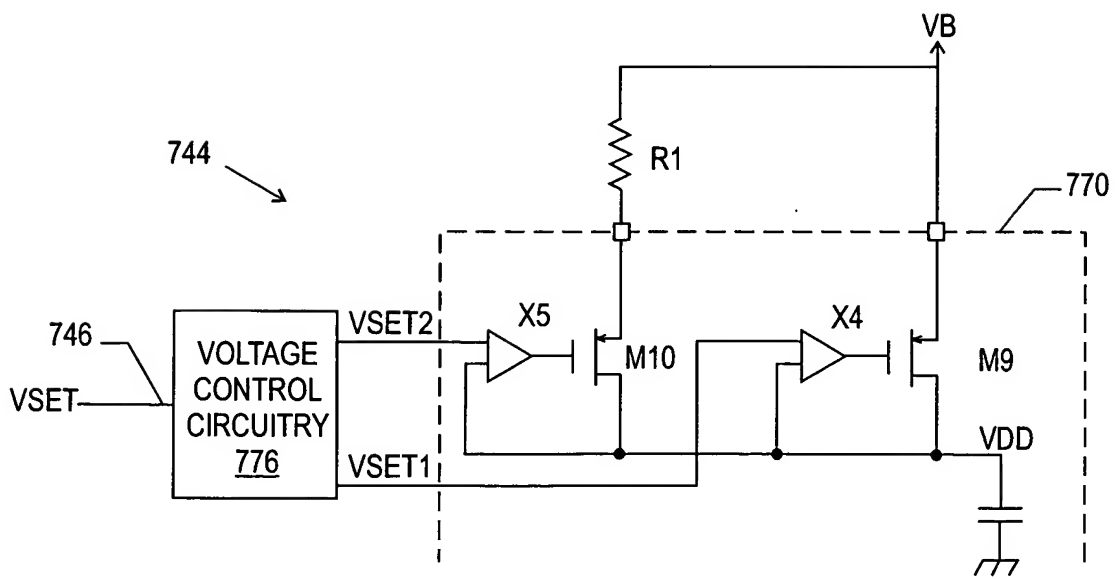 VB
744
R1
770
X5
X4
VSET2
746
M10
M9
VOLTAGE
CONTROL
CIRCUITRY
776
VSET
VDD
VSET1